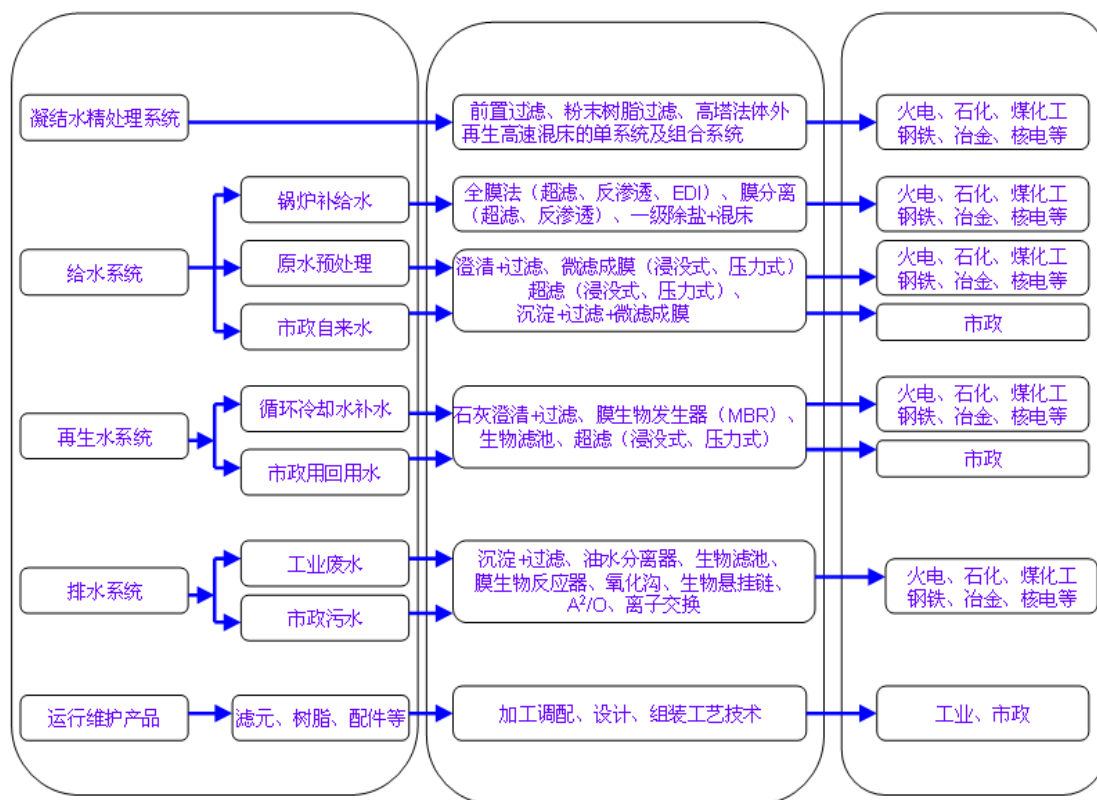 凝结水精处理系统
前置过滤、粉末树脂过滤、高塔法体外
再生高速混床的单系统及组合系统
火电、石化、煤化工
钢铁、冶金、核电等
给水系统
锅炉补给水
全膜法（超滤、反渗透、EDI）、膜分离
（超滤、反渗透）、一级除盐+混床
火电、石化、煤化工
钢铁、冶金、核电等
原水预处理
市政自来水
澄清+过滤、微滤成膜（浸没式、压力式）
超滤（浸没式、压力式）、
沉淀+过滤+微滤成膜
火电、石化、煤化工
钢铁、冶金、核电等
市政
再生水系统
循环冷却水补水
市政用回用水
石灰澄清+过滤、膜生物发生器（MBR）、
生物滤池、超滤（浸没式、压力式）
火电、石化、煤化工
钢铁、冶金、核电等
市政
排水系统
工业废水
市政污水
沉淀+过滤、油水分离器、生物滤池、
膜生物反应器、氧化沟、生物悬挂链、
A²/O、离子交换
火电、石化、煤化工
钢铁、冶金、核电等
运行维护产品
滤元、树脂、配件等
加工调配、设计、组装工艺技术
工业、市政